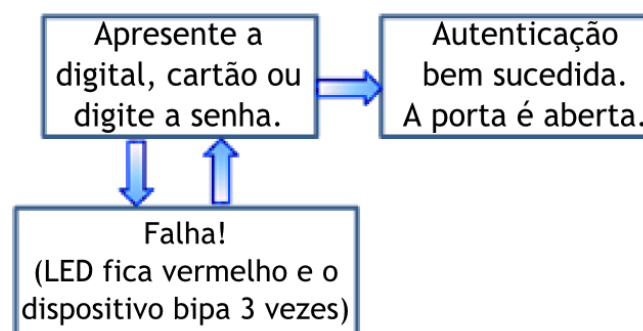 Apresente a
digital, cartão ou
digite a senha.
Autenticação
bem sucedida.
A porta é aberta.
Falha!
(LED fica vermelho e o
dispositivo bipa 3 vezes)